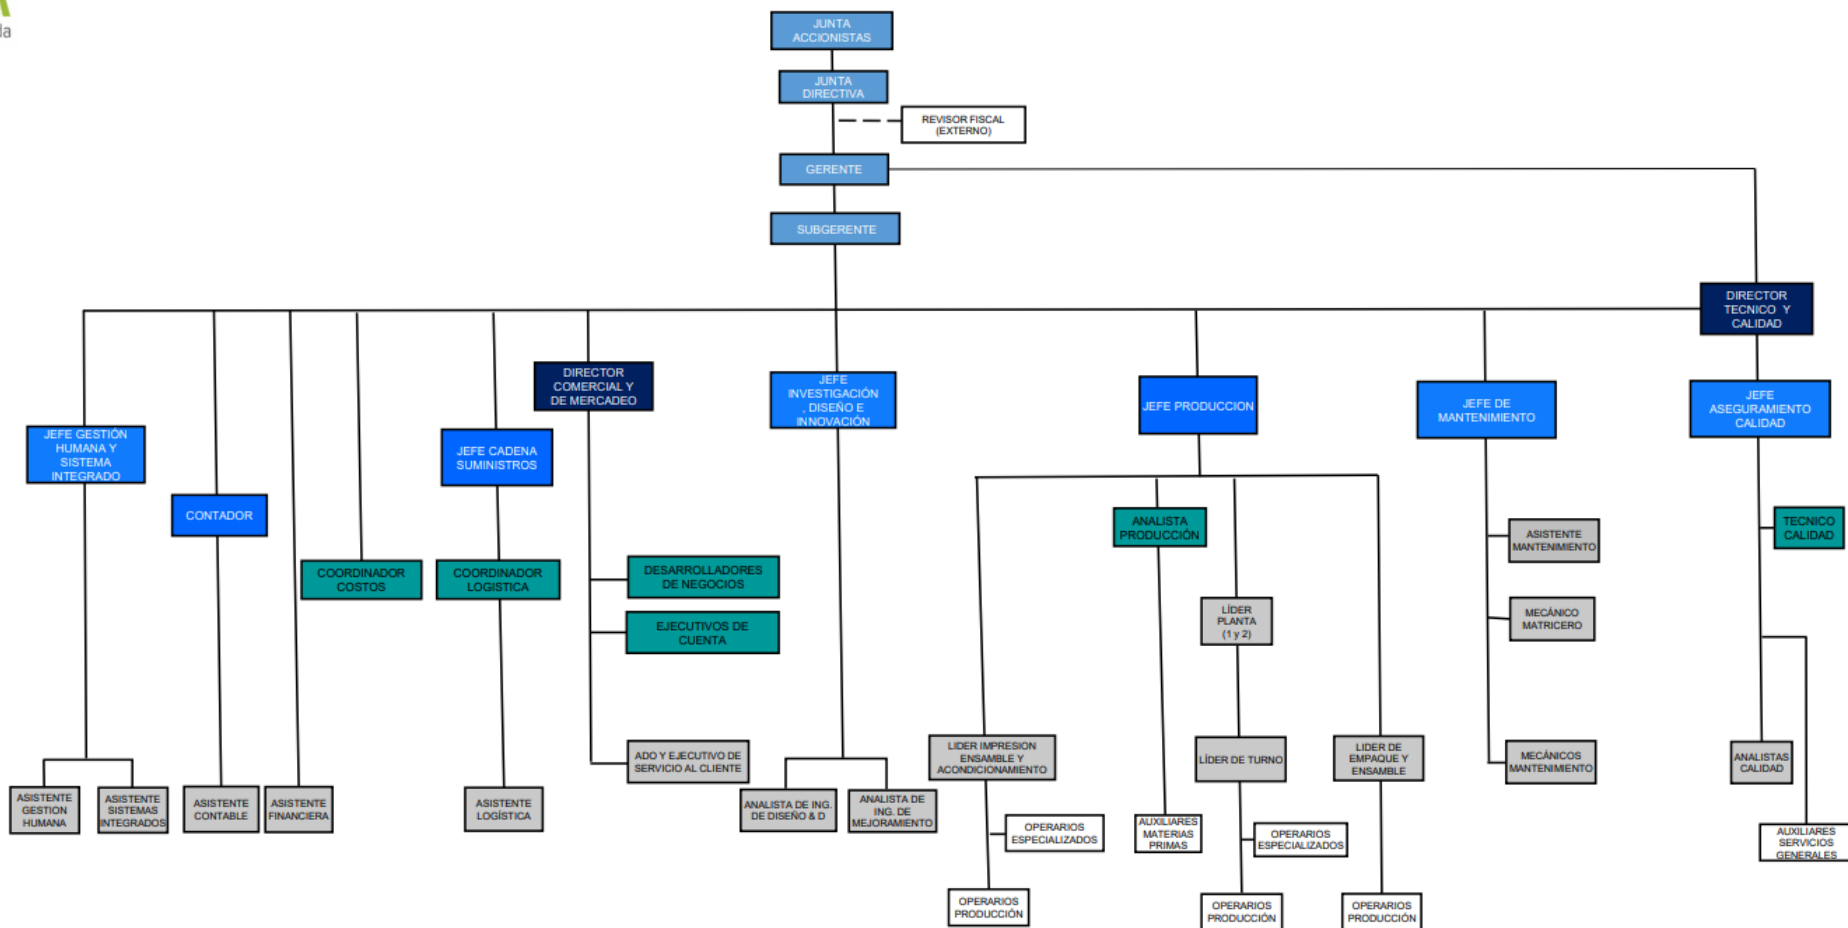 da
JUNTA
ACCIONISTAS
JUNTA
DIRECTIVA
REVISOR FISCAL
(EXTERNO)
GERENTE
SUBGERENTE
DIRECTOR
TECNICO Y
CALIDAD
DIRECTOR
COMERCIAL Y
DE MERCADEO
JEFE
INVESTIGACIÓN
, DISEÑO E
INNOVACIÓN
JEFE PRODUCCION
JEFE DE
MANTENIMIENTO
JEFE
ASEGURAMIENTO
CALIDAD
JEFE GESTIÓN
HUMANA Y
SISTEMA
INTEGRADO
JEFE CADENA
SUMINISTROS
CONTADOR
ANALISTA
PRODUCCIÓN
ASISTENTE
MANTENIMIENTO
TECNICO
CALIDAD
COORDINADOR
COSTOS
COORDINADOR
LOGISTICA
DESARROLLADORES
DE NEGOCIOS
EJECUTIVOS DE
CUENTA
LÍDER
PLANTA
(1 y 2)
MECÁNICO
MATRICERO
ADO Y EJECUTIVO DE
SERVICIO AL CLIENTE
LIDER IMPRESION
ENSAMBLE Y
ACONDICIONAMIENTO
LÍDER DE TURNO
LIDER DE
EMPAQUE Y
ENSAMBLE
MECÁNICOS
MANTENIMIENTO
ANALISTAS
CALIDAD
ASISTENTE
GESTION
HUMANA
ASISTENTE
SISTEMAS
INTEGRADOS
ASISTENTE
CONTABLE
ASISTENTE
FINANCIERA
ASISTENTE
LOGÍSTICA
ANALISTA DE ING.
DE DISEÑO & D
ANALISTA DE
ING. DE
MEJORAMIENTO
OPERARIOS
ESPECIALIZADOS
AUXILIARES
MATERIAS
PRIMAS
OPERARIOS
ESPECIALIZADOS
AUXILIARES
SERVICIOS
GENERALES
OPERARIOS
PRODUCCIÓN
OPERARIOS
PRODUCCIÓN
OPERARIOS
PRODUCCIÓN